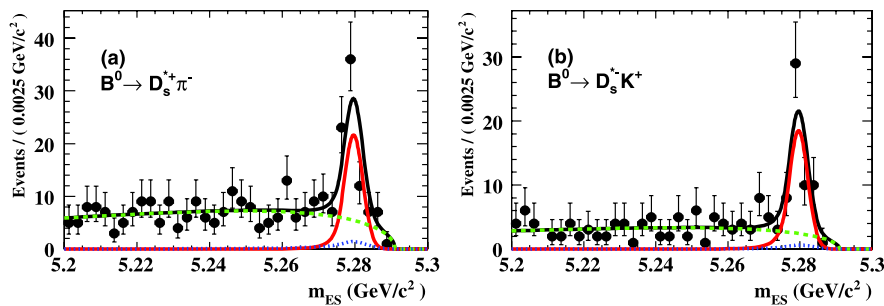 Events / ( 0.0025 GeV/c² )
40
30
20
10
0
(a)
B⁰→ Dₛ*⁺π⁻
5.2
5.22
5.24
5.26
5.28
5.3
m_ES (GeV/c²)
Events / ( 0.0025 GeV/c² )
30
20
10
0
(b)
B⁰→ Dₛ*⁻K⁺
5.2
5.22
5.24
5.26
5.28
5.3
m_ES (GeV/c²)